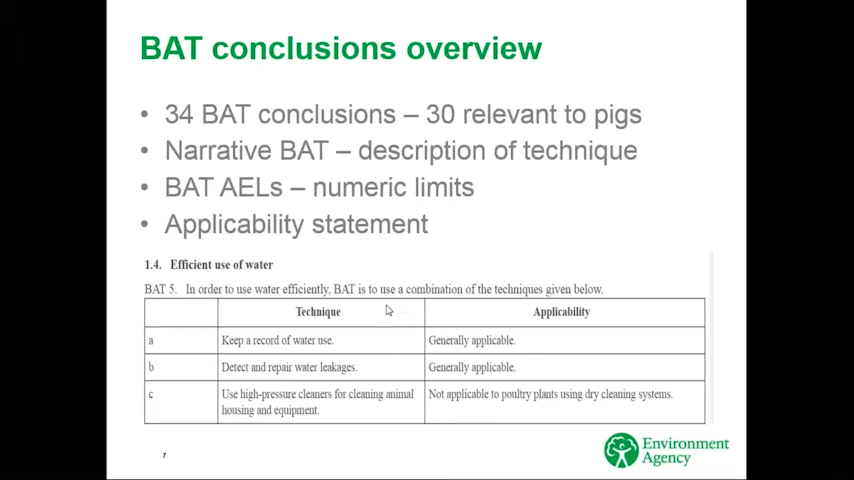 BAT conclusions overview
• 34 BAT conclusions – 30 relevant to pigs
• Narrative BAT – description of technique
• BAT AELs – numeric limits
• Applicability statement
1.4. Efficient use of water
BAT 5. In order to use water efficiently, BAT is to use a combination of the techniques given below.
Technique Applicability
a Keep a record of water use. Generally applicable.
b Detect and repair water leakages. Generally applicable.
c Use high-pressure cleaners for cleaning animal Not applicable to poultry plants using dry cleaning systems.
housing and equipment.
7
Environment
Agency